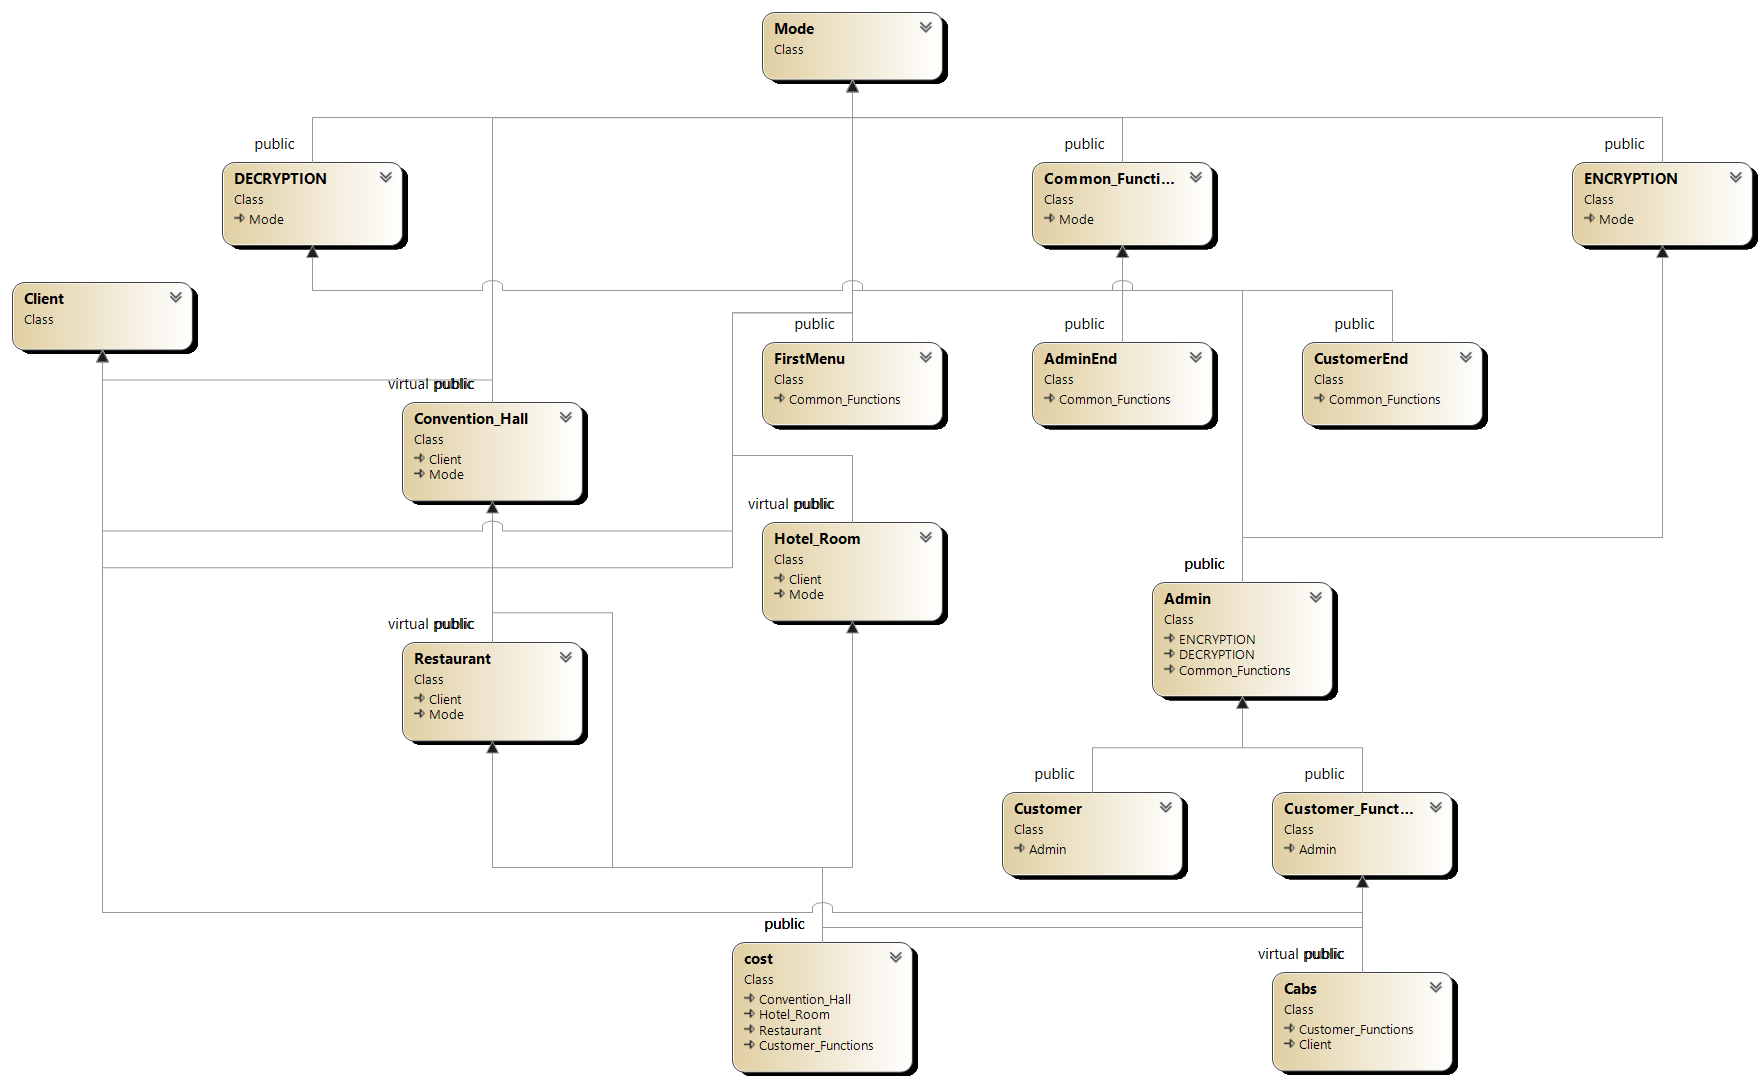 Mode
Class
public
public
public
DECRYPTION
Class
Mode
Common_Functi...
Class
Mode
ENCRYPTION
Class
Mode
Client
Class
public
public
public
FirstMenu
Class
Common_Functions
AdminEnd
Class
Common_Functions
CustomerEnd
Class
Common_Functions
virtual public
Convention_Hall
Class
Client
Mode
virtual public
Hotel_Room
Class
Client
Mode
public
Admin
Class
ENCRYPTION
DECRYPTION
Common_Functions
virtual public
Restaurant
Class
Client
Mode
public
public
Customer
Class
Admin
Customer_Funct...
Class
Admin
public
cost
Class
Convention_Hall
Hotel_Room
Restaurant
Customer_Functions
virtual public
Cabs
Class
Customer_Functions
Client